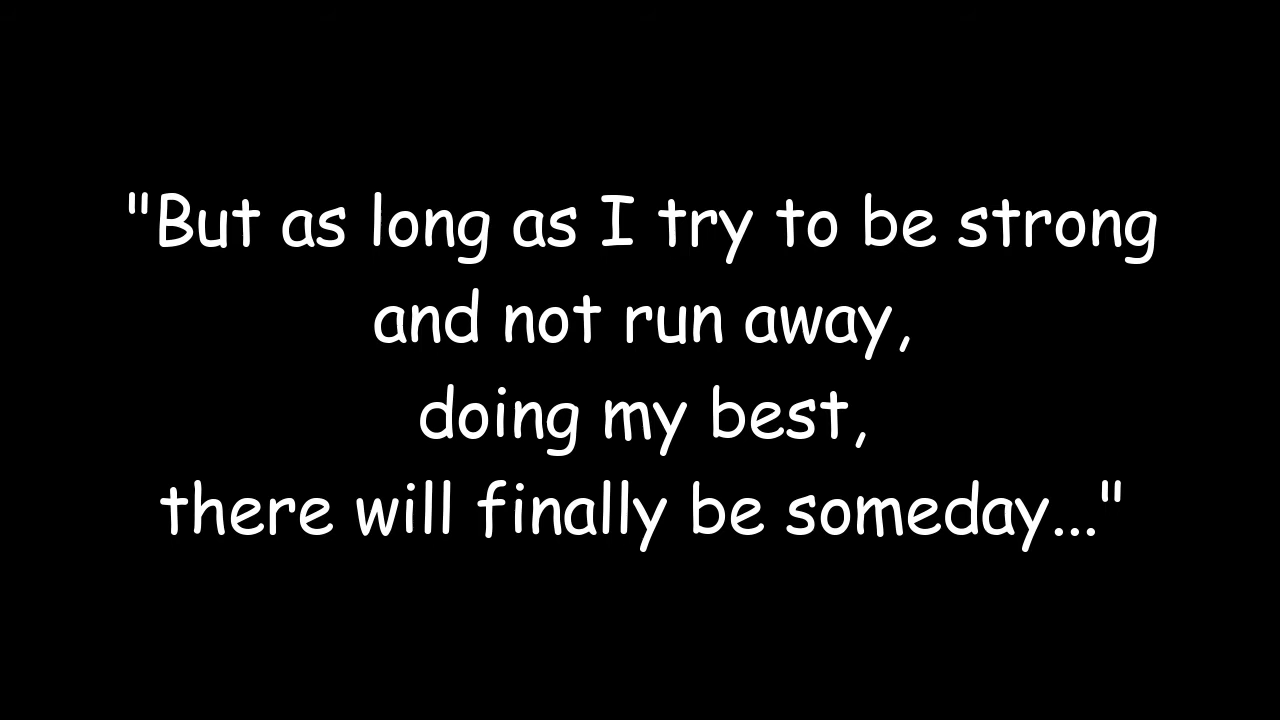 "But as long as I try to be strong
and not run away,
doing my best,
there will finally be someday..."